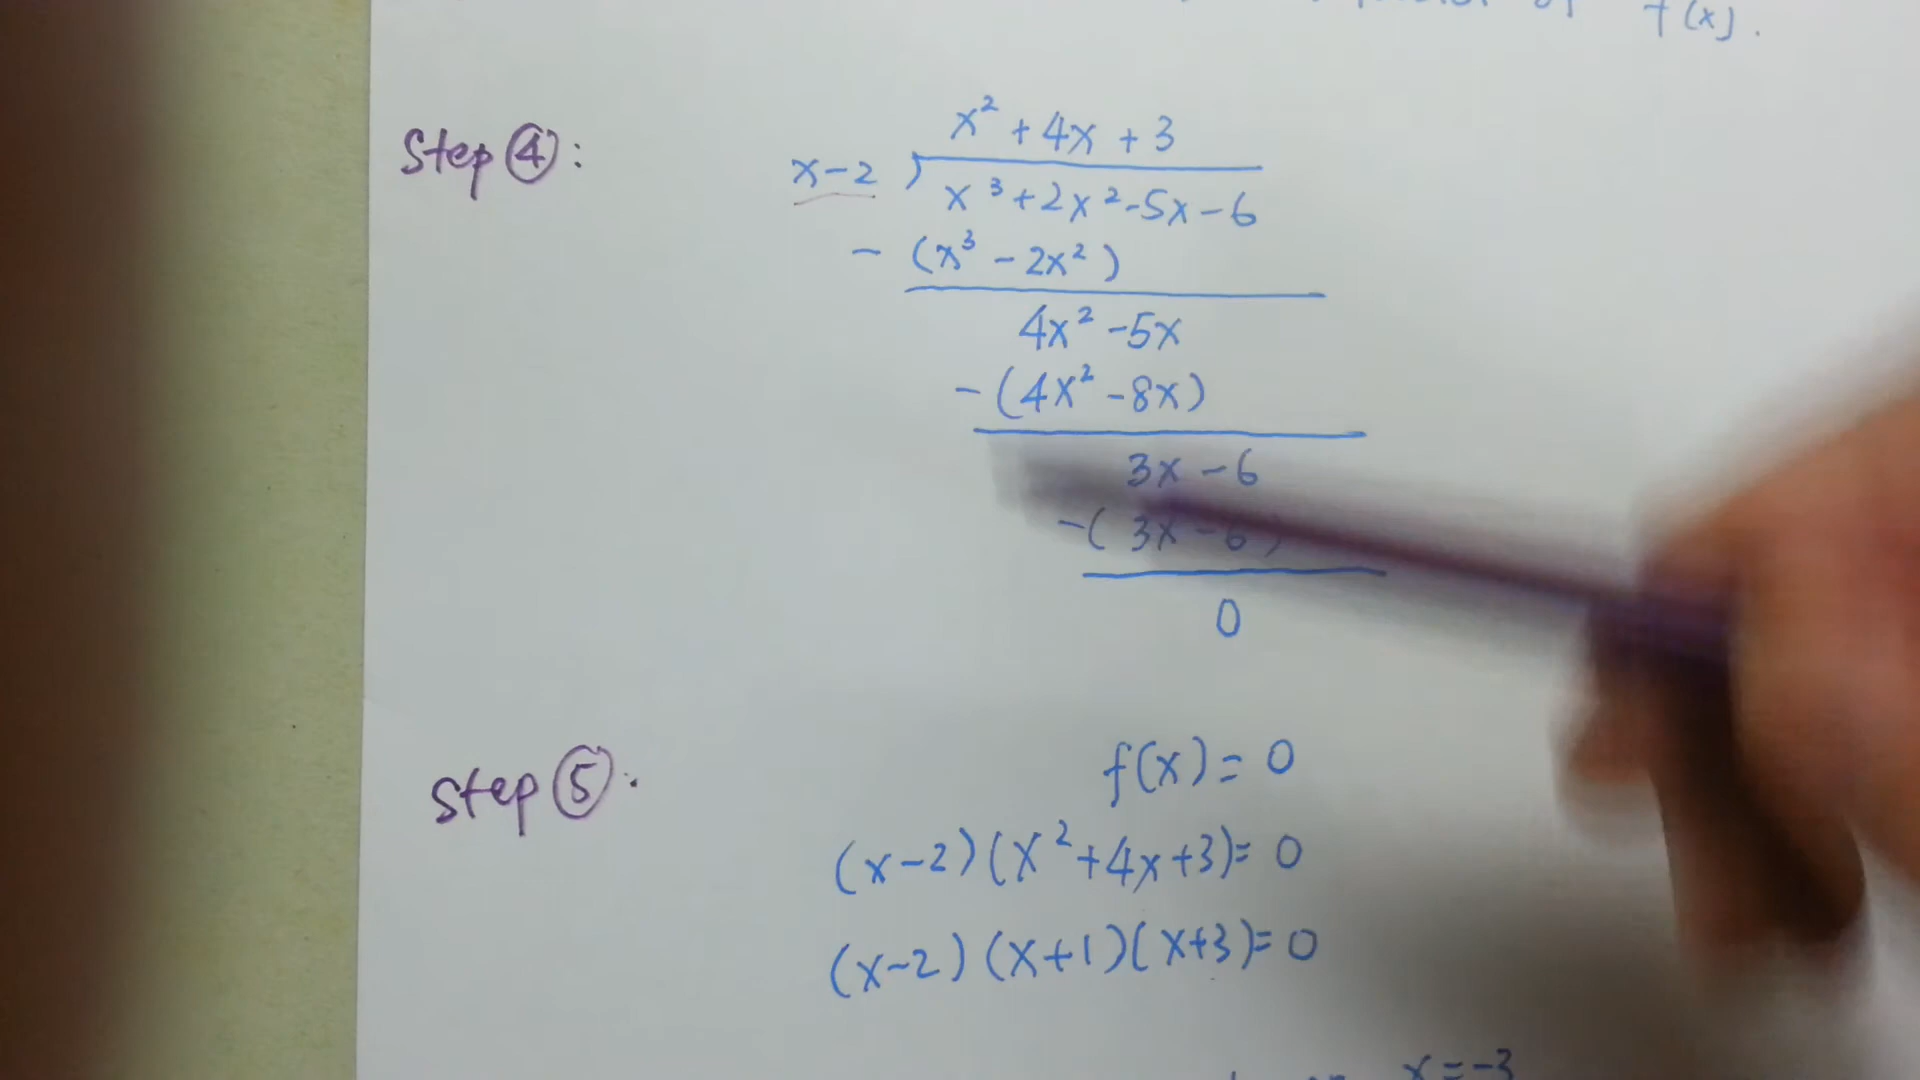 of f(x).
Step ④:
x² + 4x + 3
x-2 ) x³ + 2x² - 5x - 6
- (x³ - 2x²)
4x² - 5x
- (4x² - 8x)
3x - 6
- (3x - 6)
0
Step ⑤:
f(x) = 0
(x-2)(x² + 4x + 3) = 0
(x-2)(x+1)(x+3) = 0
x = -3